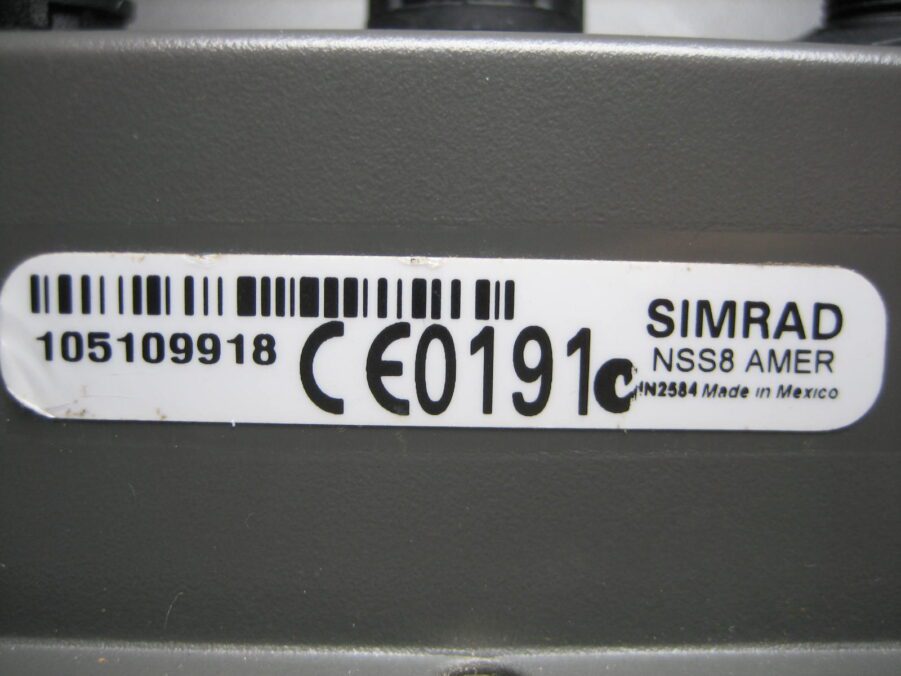 105109918
CE0191
SIMRAD
NSS8 AMER
N2584 Made in Mexico